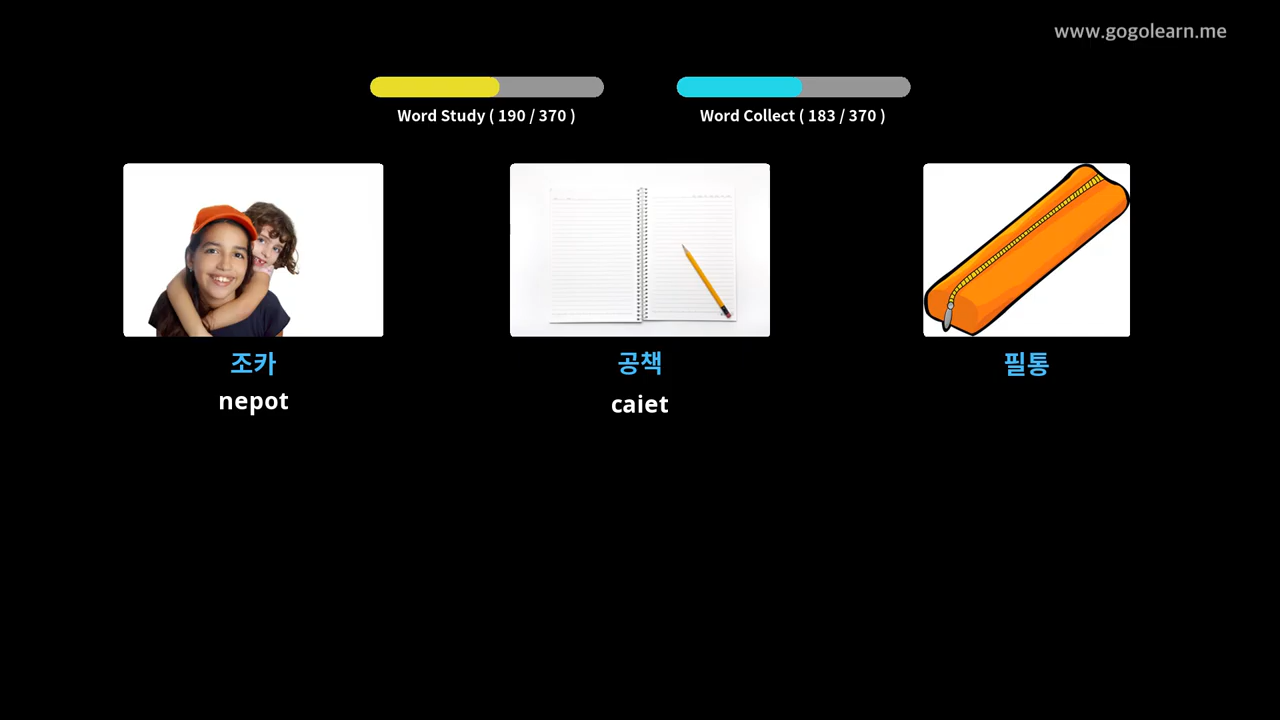 www.gogolearn.me
Word Study ( 190 / 370 )
Word Collect ( 183 / 370 )
조카
공책
필통
nepot
caiet